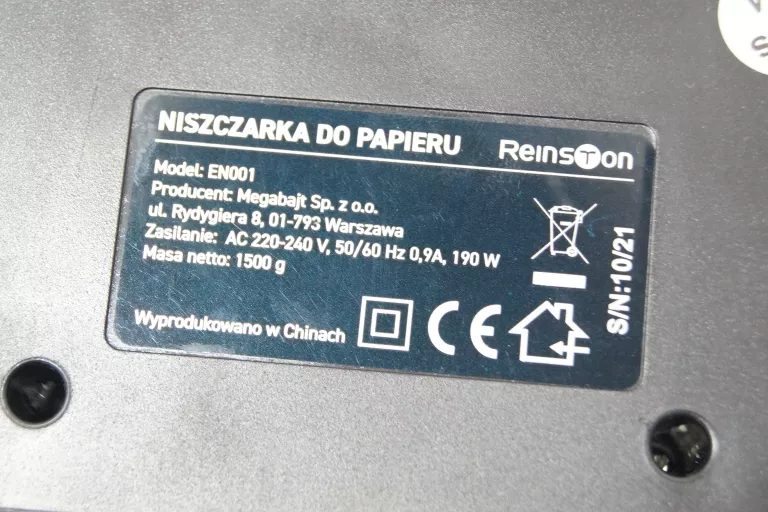 NISZCZARKA DO PAPIERU
ReinsTon
Model: EN001
Producent: Megabajt Sp. z o.o.
ul. Rydygiera 8, 01-793 Warszawa
Zasilanie: AC 220-240 V, 50/60 Hz 0,9A, 190 W
Masa netto: 1500 g
Wyprodukowano w Chinach
CE
S/N:10/21